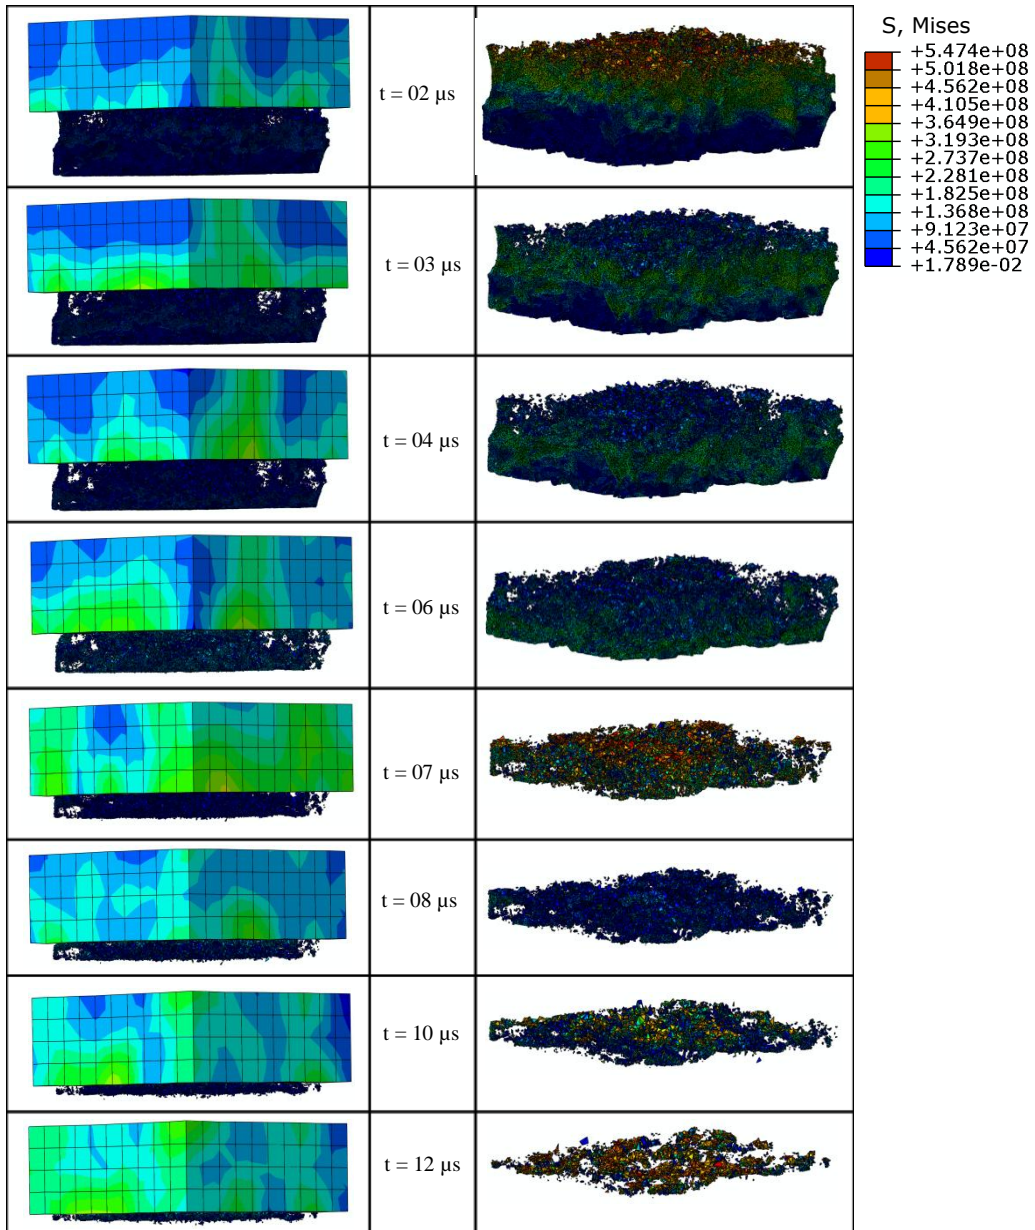 S, Mises
+5.474e+08
+5.018e+08
+4.562e+08
+4.105e+08
+3.649e+08
+3.193e+08
+2.737e+08
+2.281e+08
+1.825e+08
+1.368e+08
+9.123e+07
+4.562e+07
+1.789e-02
t = 02 µs
t = 03 µs
t = 04 µs
t = 06 µs
t = 07 µs
t = 08 µs
t = 10 µs
t = 12 µs